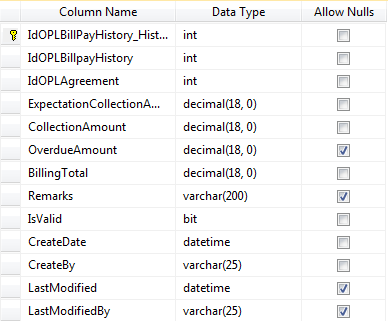 Column Name Data Type Allow Nulls
IdOPLBillPayHistory_Hist... int
IdOPLBillpayHistory int
IdOPLAgreement int
ExpectationCollectionA... decimal(18, 0)
CollectionAmount decimal(18, 0)
OverdueAmount decimal(18, 0)
BillingTotal decimal(18, 0)
Remarks varchar(200)
IsValid bit
CreateDate datetime
CreateBy varchar(25)
LastModified datetime
LastModifiedBy varchar(25)